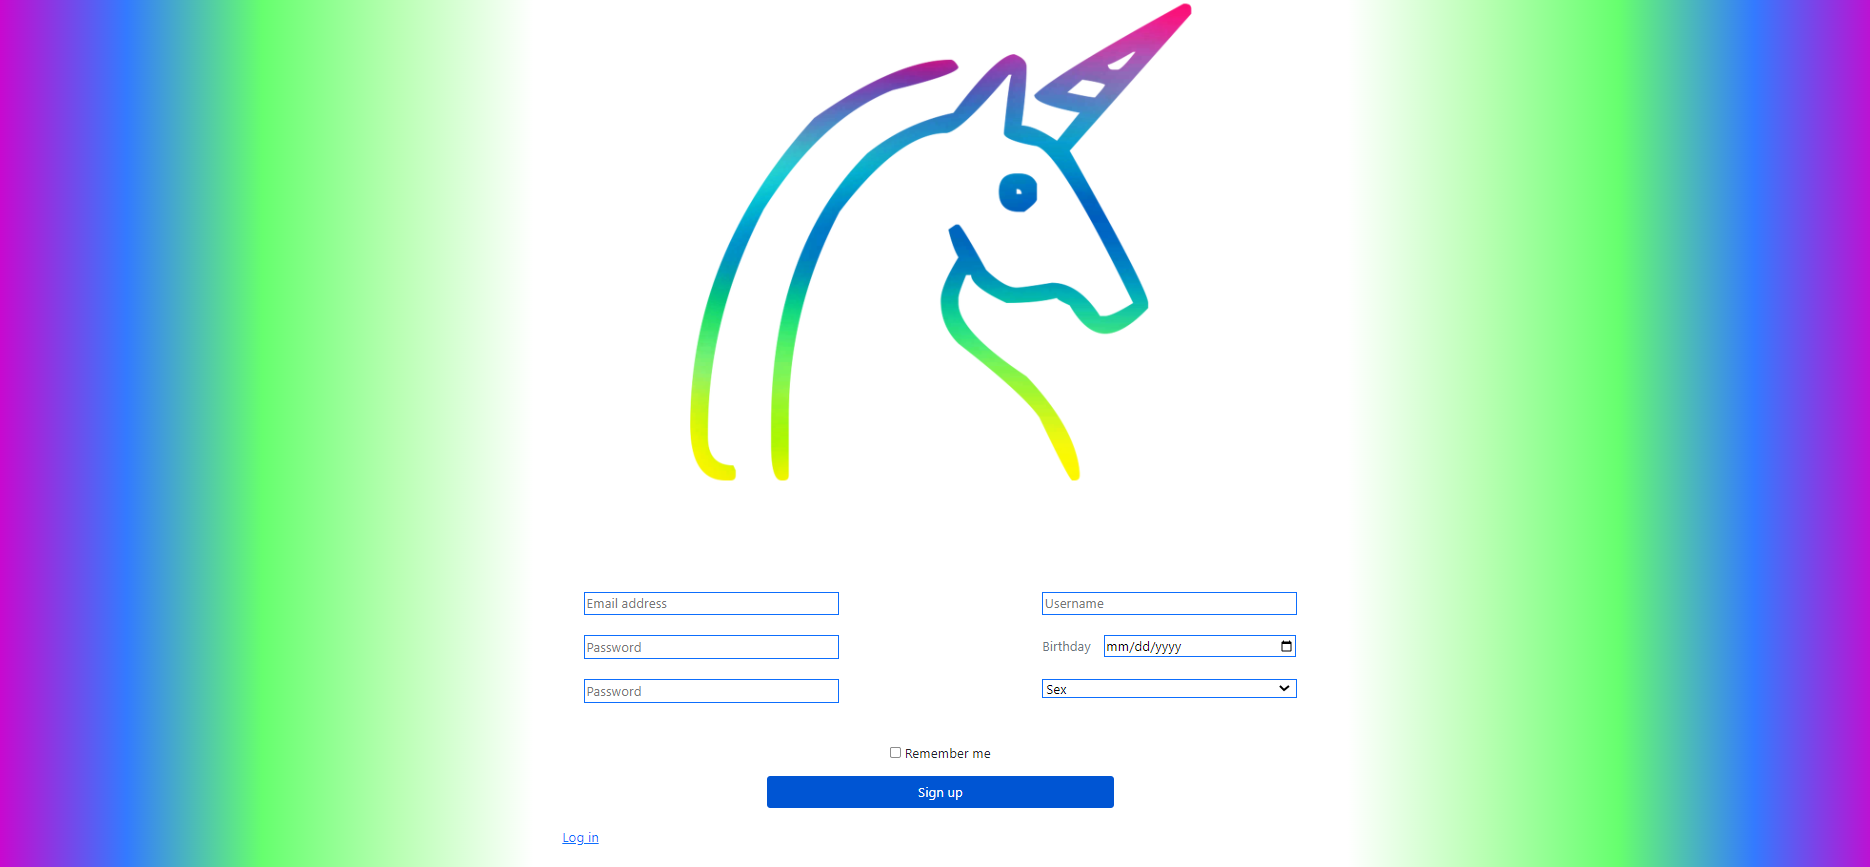 Email address
Username
Password
Birthday mm/dd/yyyy
Password
Sex
Remember me
Sign up
Log in